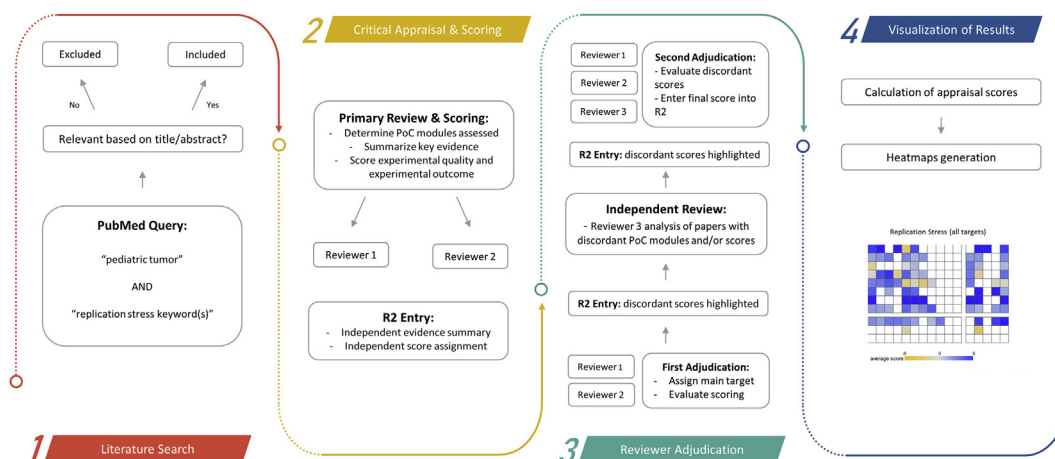 1 Literature Search
PubMed Query:
"pediatric tumor"
AND
"replication stress keyword(s)"
Relevant based on title/abstract?
No
Yes
Excluded
Included
2 Critical Appraisal & Scoring
Primary Review & Scoring:
- Determine PoC modules assessed
- Summarize key evidence
- Score experimental quality and
experimental outcome
Reviewer 1
Reviewer 2
R2 Entry:
- Independent evidence summary
- Independent score assignment
3 Reviewer Adjudication
Reviewer 1
Reviewer 2
First Adjudication:
- Assign main target
- Evaluate scoring
R2 Entry: discordant scores highlighted
Independent Review:
- Reviewer 3 analysis of papers with
discordant PoC modules and/or scores
R2 Entry: discordant scores highlighted
Reviewer 1
Reviewer 2
Reviewer 3
Second Adjudication:
- Evaluate discordant
scores
- Enter final score into
R2
4 Visualization of Results
Calculation of appraisal scores
Heatmaps generation
Replication Stress (all targets)
average score
0